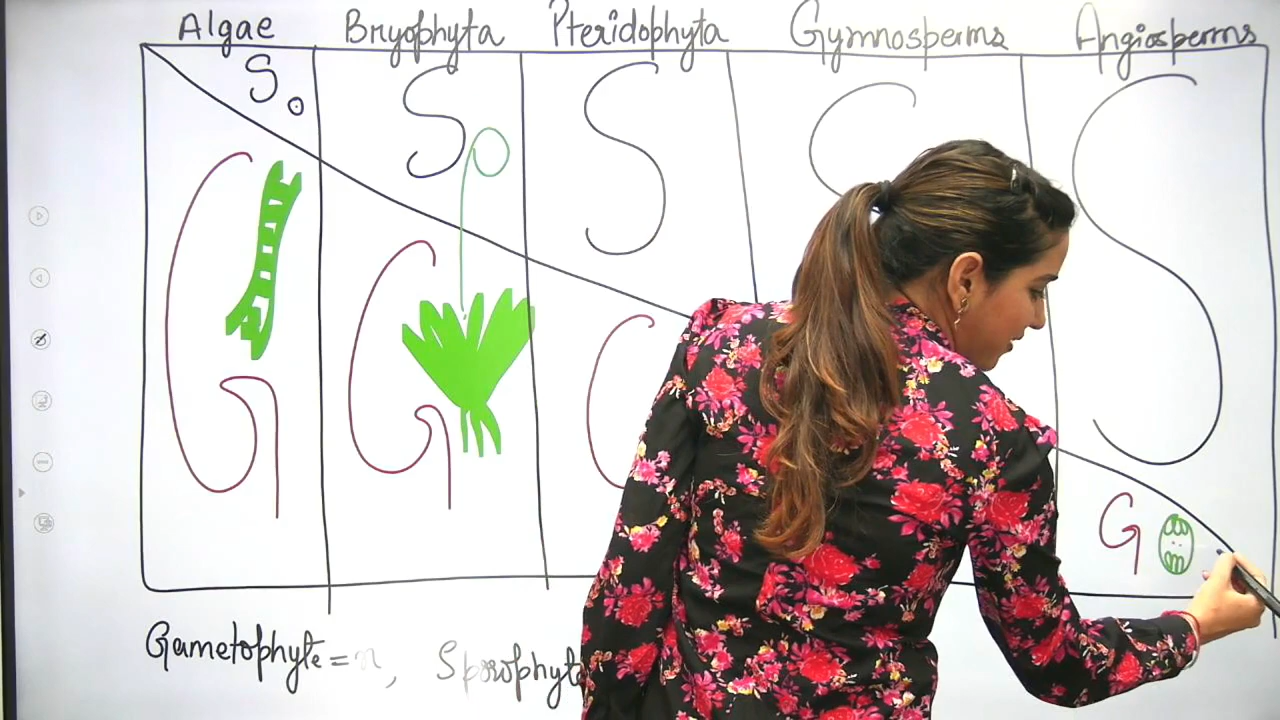 Algae Bryophyta Pteridophyta Gymnosperms Angiosperms
S S S S S
G G G G
Gametophyte = n, Sporophyte